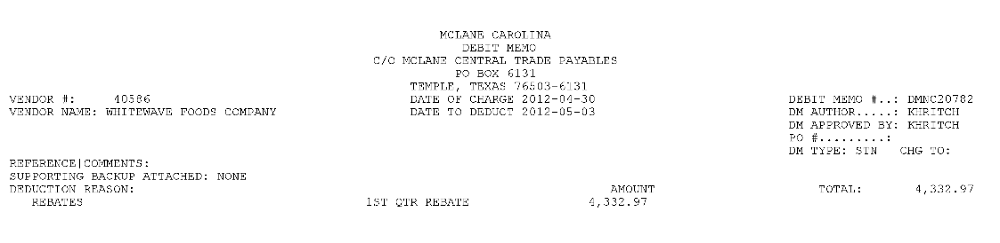 MCLANE CAROLINA
DEBIT MEMO
C/O MCLANE CENTRAL TRADE PAYABLES
PO BOX 6131
TEMPLE, TEXAS 76503-6131
VENDOR #: 40586 DATE OF CHARGE 2012-04-30 DEBIT MEMO #..: DMNC20782
VENDOR NAME: WHITEWAVE FOODS COMPANY DATE TO DEDUCT 2012-05-03 DM AUTHOR.....: KHRITCH
DM APPROVED BY: KHRITCH
PO #.........:
DM TYPE: STN CHG TO:
REFERENCE|COMMENTS:
SUPPORTING BACKUP ATTACHED: NONE
DEDUCTION REASON: AMOUNT TOTAL: 4,332.97
REBATES 1ST QTR REBATE 4,332.97